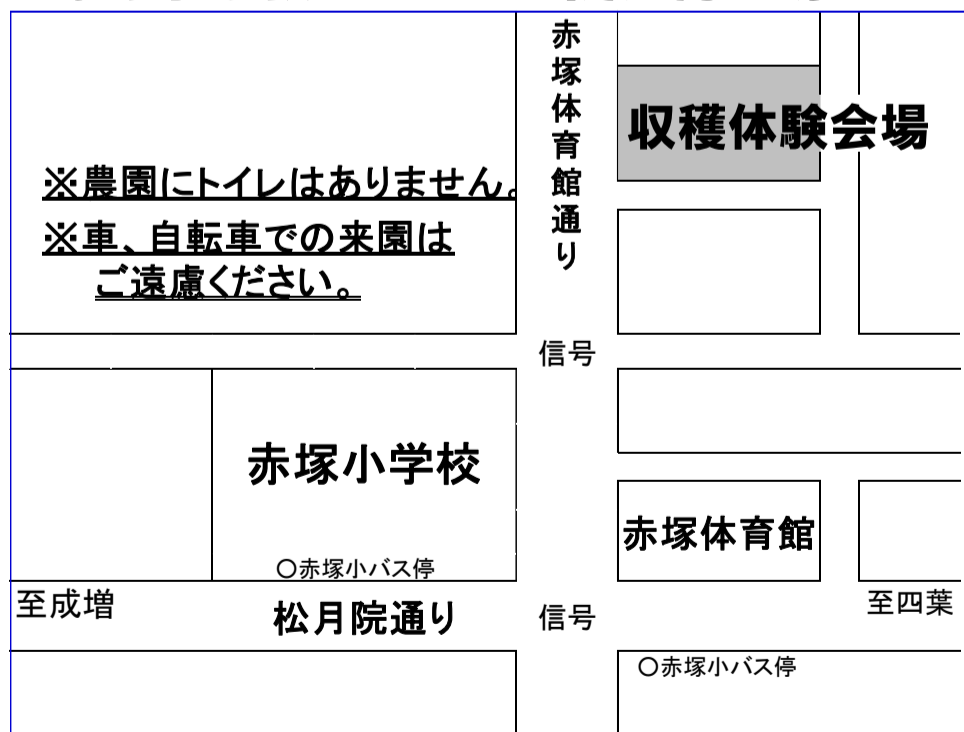 赤塚体育館通り
収穫体験会場
※農園にトイレはありません。
※車、自転車での来園は
ご遠慮ください。
信号
赤塚小学校
赤塚体育館
○赤塚小バス停
至成増
松月院通り
信号
至四葉
○赤塚小バス停